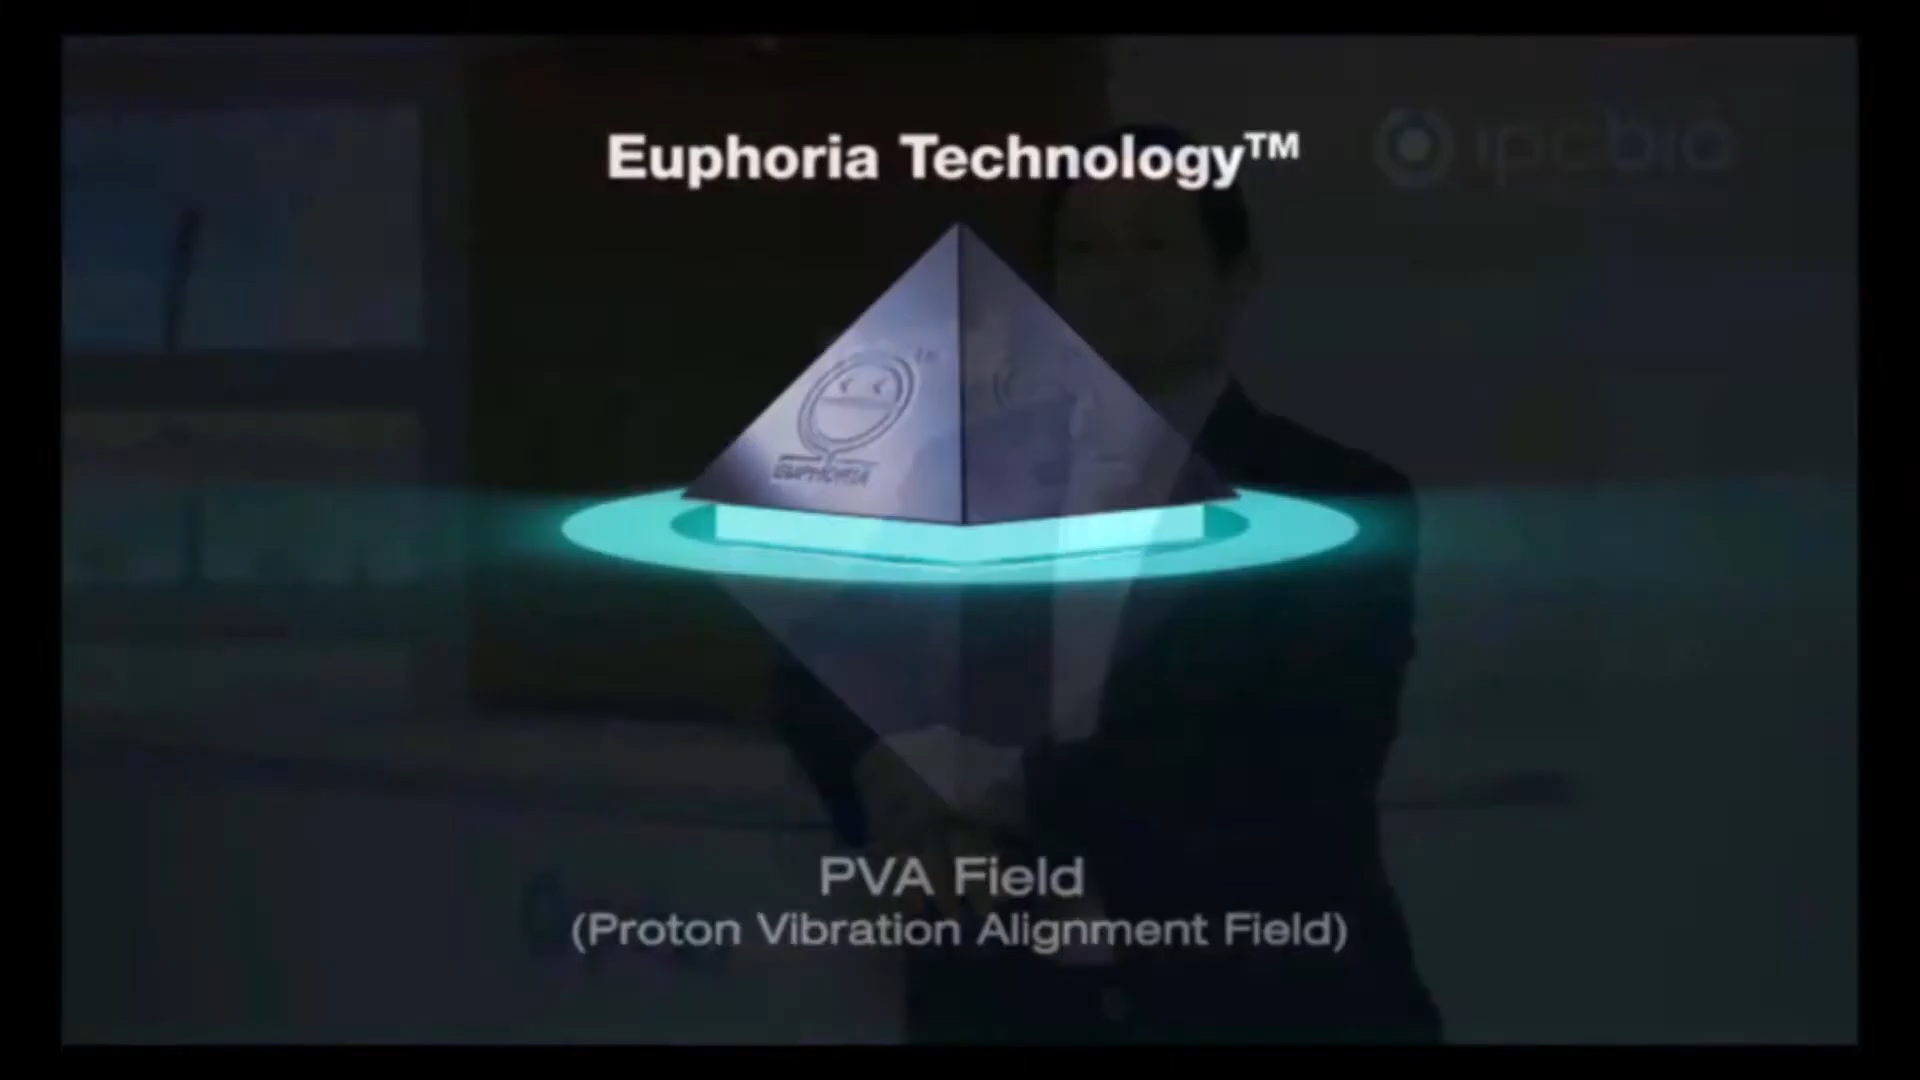 Euphoria Technology™
EUPHORIA
PVA Field
(Proton Vibration Alignment Field)